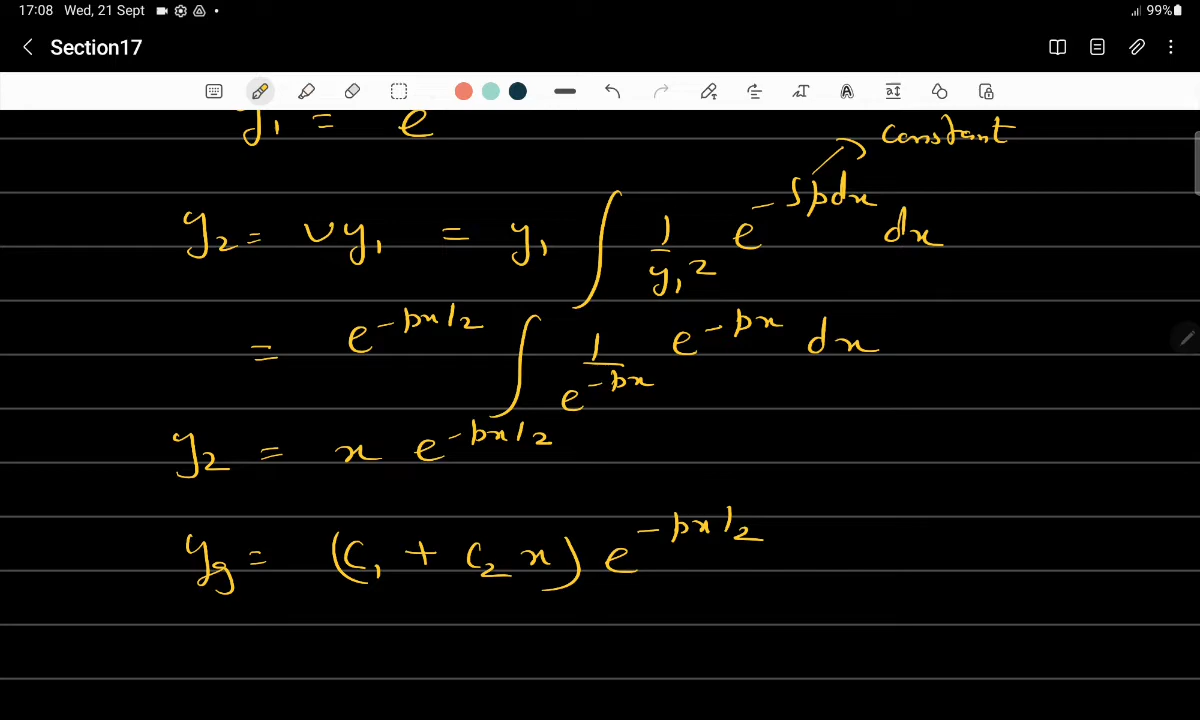 17:08 Wed, 21 Sept 99%
Section17
y₁ = e
constant
y₂ = vy₁ = y₁ ∫ 1/y₁² e^{-∫pdx} dx
= e^{-px/2} ∫ 1/e^{-px} e^{-px} dx
y₂ = x e^{-px/2}
y_g = (c₁ + c₂ x) e^{-px/2}